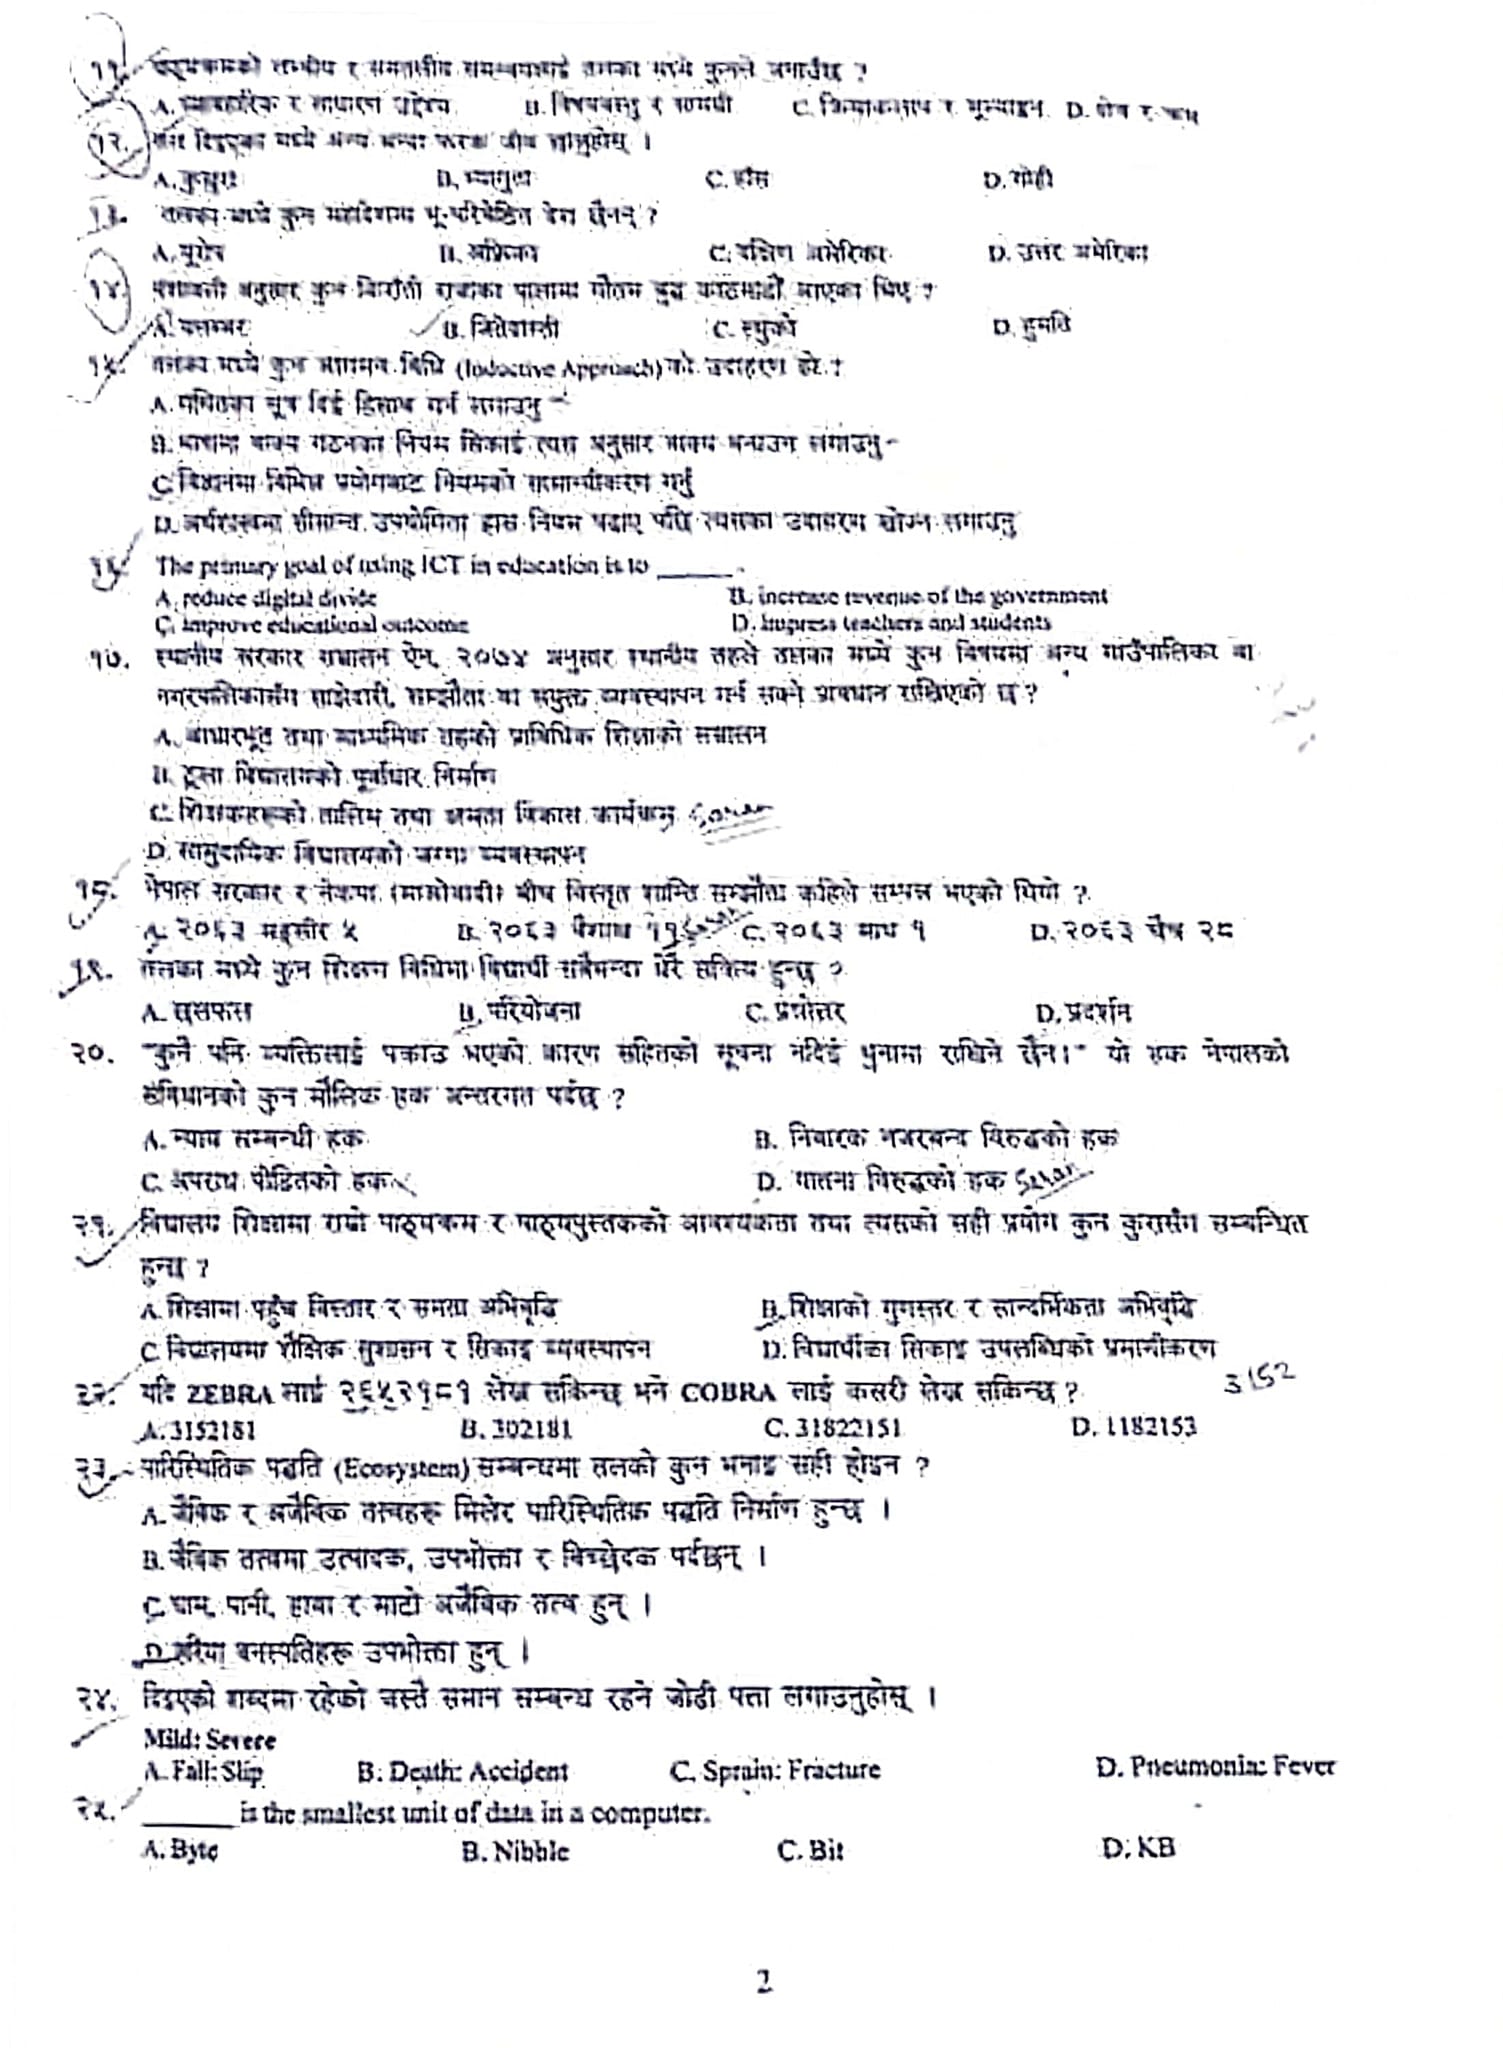 ११. पाठ्यक्रमको लम्बीय र समतलीय समन्वयलाई तलका मध्ये कुनले जनाउँछ ?
A. व्यावहारिक र साधारण उद्देश्य B. विषयवस्तु र सामग्री C. क्रियाकलाप र मूल्याङ्कन D. क्षेत्र र क्रम
१२. तल दिइएका मध्ये अन्य भन्दा फरक जीव छान्नुहोस् ।
A. कुखुरा B. भ्यागुता C. हाँस D. गोही
१३. तलका मध्ये कुन महादेशमा भू-परिवेष्ठित देश छैनन् ?
A. यूरोप B. अफ्रिका C. दक्षिण अमेरिका D. उत्तर अमेरिका
१४. वंशावली अनुसार कुन किराँती राजाका पालामा गौतम बुद्ध काठमाडौँ आएका थिए ?
A. यलम्बर B. जितेदास्ती C. स्थुंको D. हुमति
१५. तलका मध्ये कुन आगमन विधि (Inductive Approach) को उदाहरण हो ?
A. गणितका सूत्र दिई हिसाब गर्न लगाउनु
B. भाषामा वाक्य गठनका नियम सिकाई त्यस अनुसार वाक्य बनाउन लगाउनु
C. विज्ञानमा विभिन्न प्रयोगबाट नियमको सामान्यीकरण गर्नु
D. अर्थशास्त्रमा सीमान्त उपयोगिता ह्रास नियम पढाए पछि त्यसका उदाहरण खोज्न लगाउनु
१६. The primary goal of using ICT in education is to _____.
A. reduce digital divide B. increase revenue of the government
C. improve educational outcome D. impress teachers and students
१७. स्थानीय सरकार सञ्चालन ऐन, २०७४ अनुसार स्थानीय तहले तलका मध्ये कुन विषयमा अन्य गाउँपालिका वा
नगरपालिकासँग साझेदारी, सम्झौता वा संयुक्त व्यवस्थापन गर्न सक्ने प्रावधान राखिएको छ ?
A. आधारभूत तथा माध्यमिक तहको प्राविधिक शिक्षाको सञ्चालन
B. ठूला विद्यालयको पूर्वाधार निर्माण
C. शिक्षकहरूको तालिम तथा क्षमता विकास कार्यक्रम
D. सामुदायिक विद्यालयको जग्गा व्यवस्थापन
१८. नेपाल सरकार र नेकपा (माओवादी) बीच विस्तृत शान्ति सम्झौता कहिले सम्पन्न भएको थियो ?
A. २०६३ मङ्सीर ५ B. २०६३ वैशाख ११ C. २०६३ माघ १ D. २०६३ चैत्र २८
१९. तलका मध्ये कुन शिक्षण विधिमा विद्यार्थी सबैभन्दा धेरै सक्रिय हुन्छ ?
A. छलफल B. परियोजना C. प्रश्नोत्तर D. प्रदर्शन
२०. "कुनै पनि व्यक्तिलाई पक्राउ भएको कारण सहितको सूचना नदिई थुनामा राखिने छैन।" यो हक नेपालको
संविधानको कुन मौलिक हक अन्तरगत पर्दछ ?
A. न्याय सम्बन्धी हक B. निवारक नजरबन्द विरुद्धको हक
C. अपराध पीडितको हक D. यातना विरुद्धको हक
२१. विद्यालय शिक्षामा राम्रो पाठ्यक्रम र पाठ्यपुस्तकको आवश्यकता तथा त्यसको सही प्रयोग कुन कुरासँग सम्बन्धित
हुन्छ ?
A. शिक्षामा पहुँच विस्तार र समता अभिवृद्धि B. शिक्षाको गुणस्तर र सान्दर्भिकता अभिवृद्धि
C. विद्यालयमा शैक्षिक सुशासन र सिकाइ व्यवस्थापन D. विद्यार्थीका सिकाइ उपलब्धिको प्रमाणीकरण
२२. यदि ZEBRA लाई २६५२१८१ लेख्न सकिन्छ भने COBRA लाई कसरी लेख्न सकिन्छ ? 3152
A. 3152181 B. 302181 C. 31822151 D. 1182153
२३. पारिस्थितिक पद्धति (Ecosystem) सम्बन्धमा तलको कुन भनाइ सही होइन ?
A. जैविक र अजैविक तत्त्वहरू मिलेर पारिस्थितिक पद्धति निर्माण हुन्छ ।
B. जैविक तत्त्वमा उत्पादक, उपभोक्ता र विच्छेदक पर्दछन् ।
C. घाम, पानी, हावा र माटो अजैविक तत्व हुन् ।
D. हरिया वनस्पतिहरू उपभोक्ता हुन् ।
२४. दिइएको शब्दमा रहेको जस्तै समान सम्बन्ध रहने जोडी पत्ता लगाउनुहोस् ।
Mild: Severe
A. Fall: Slip B. Death: Accident C. Sprain: Fracture D. Pneumonia: Fever
२५. ______ is the smallest unit of data in a computer.
A. Byte B. Nibble C. Bit D. KB
2